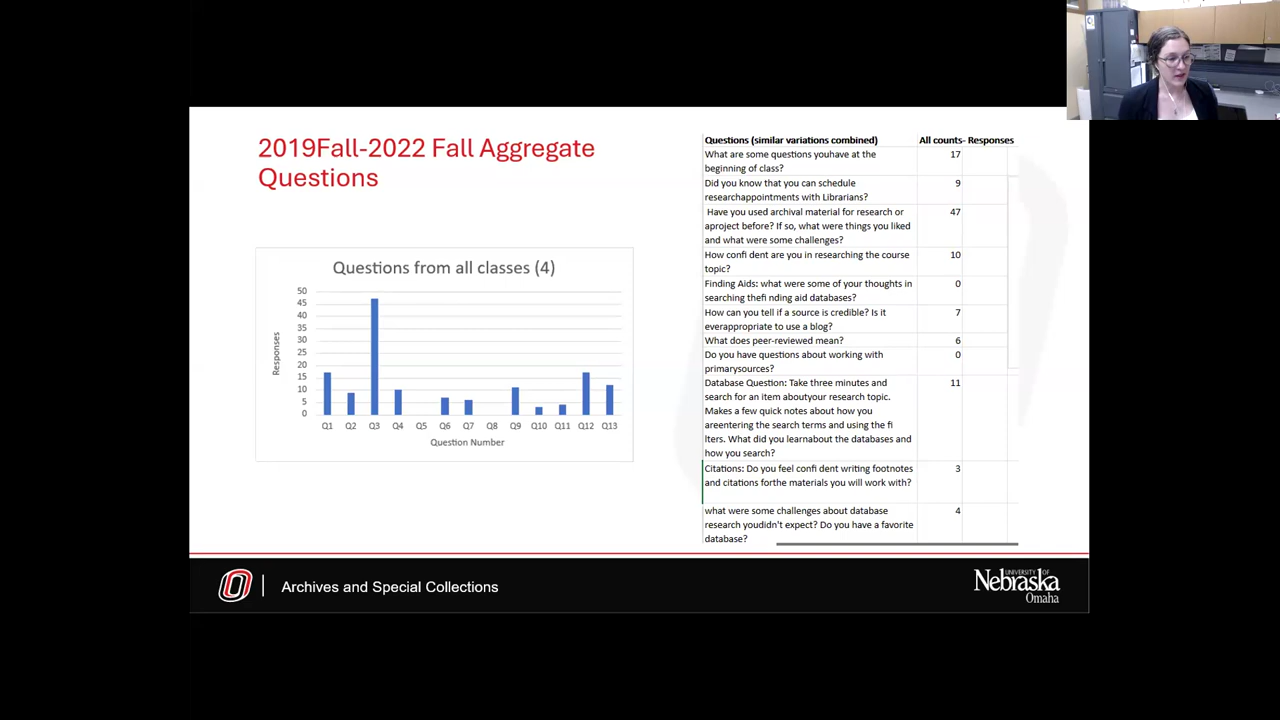 2019Fall-2022 Fall Aggregate
Questions
Questions from all classes (4)
50
45
40
35
30
25
20
15
10
5
0
Responses
Q1 Q2 Q3 Q4 Q5 Q6 Q7 Q8 Q9 Q10 Q11 Q12 Q13
Question Number
Questions (similar variations combined) All counts- Responses
What are some questions youhave at the 17
beginning of class?
Did you know that you can schedule 9
researchappointments with Librarians?
Have you used archival material for research or 47
aproject before? If so, what were things you liked
and what were some challenges?
How confi dent are you in researching the course 10
topic?
Finding Aids: what were some of your thoughts in 0
searching thefi nding aid databases?
How can you tell if a source is credible? Is it 7
everappropriate to use a blog?
What does peer-reviewed mean? 6
Do you have questions about working with 0
primarysources?
Database Question: Take three minutes and 11
search for an item aboutyour research topic.
Makes a few quick notes about how you
areentering the search terms and using the fi
lters. What did you learnabout the databases and
how you search?
Citations: Do you feel confi dent writing footnotes 3
and citations forthe materials you will work with?
what were some challenges about database 4
research youdidn't expect? Do you have a favorite
database?
O
Archives and Special Collections
UNIVERSITY OF
Nebraska
Omaha